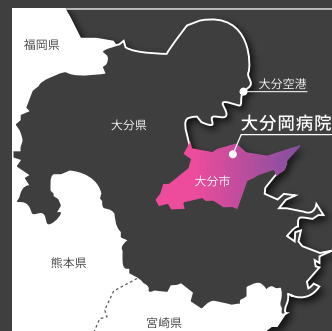 福岡県
大分空港
大分県
大分岡病院
大分市
熊本県
宮崎県